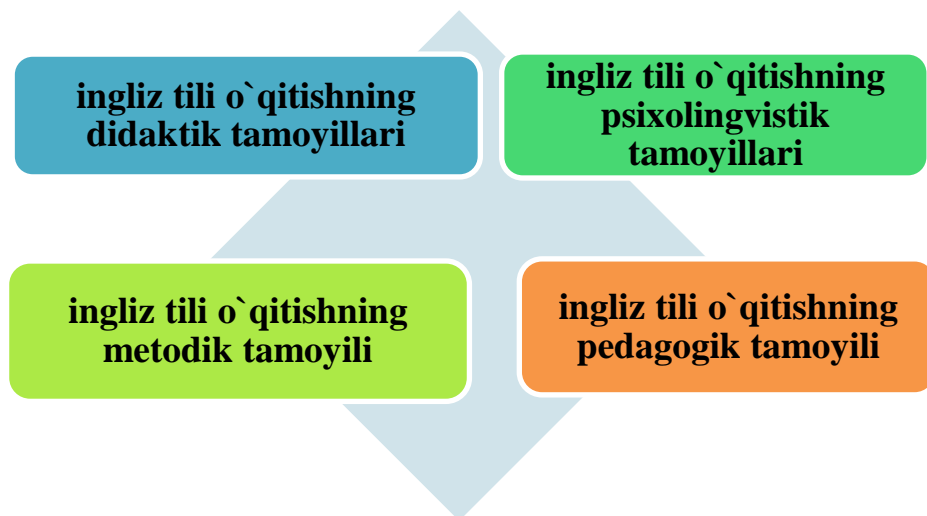 ingliz tili o`qitishning
didaktik tamoyillari
ingliz tili o`qitishning
psixolingvistik
tamoyillari
ingliz tili o`qitishning
metodik tamoyili
ingliz tili o`qitishning
pedagogik tamoyili